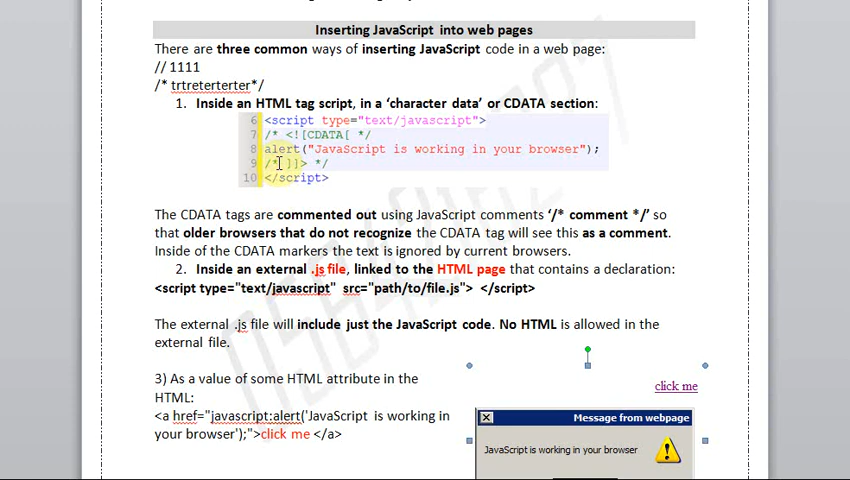 Inserting JavaScript into web pages
There are three common ways of inserting JavaScript code in a web page:
// 1111
/* trtreterterter*/
1. Inside an HTML tag script, in a ‘character data’ or CDATA section:
6 <script type="text/javascript">
7 /* <![CDATA[ */
8 alert("JavaScript is working in your browser");
9 /* ]]> */
10 </script>
The CDATA tags are commented out using JavaScript comments ‘/* comment */’ so
that older browsers that do not recognize the CDATA tag will see this as a comment.
Inside of the CDATA markers the text is ignored by current browsers.
2. Inside an external .js file, linked to the HTML page that contains a declaration:
<script type="text/javascript" src="path/to/file.js"> </script>
The external .js file will include just the JavaScript code. No HTML is allowed in the
external file.
3) As a value of some HTML attribute in the
HTML:
<a href="javascript:alert('JavaScript is working in
your browser');">click me </a>
click me
Message from webpage
JavaScript is working in your browser